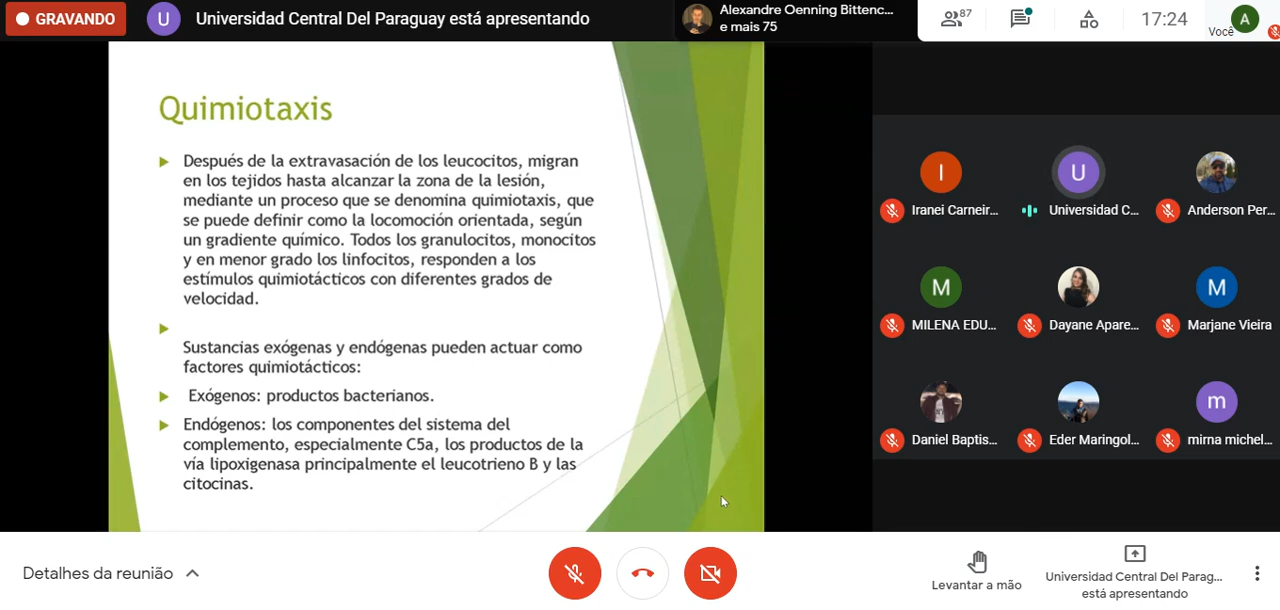 GRAVANDO
U
Universidad Central Del Paraguay está apresentando
Alexandre Oenning Bittenc...
e mais 75
87
17:24
Você
A
Quimiotaxis
Después de la extravasación de los leucocitos, migran
en los tejidos hasta alcanzar la zona de la lesión,
mediante un proceso que se denomina quimiotaxis, que
se puede definir como la locomoción orientada, según
un gradiente químico. Todos los granulocitos, monocitos
y en menor grado los linfocitos, responden a los
estímulos quimiotácticos con diferentes grados de
velocidad.
Sustancias exógenas y endógenas pueden actuar como
factores quimiotácticos:
Exógenos: productos bacterianos.
Endógenos: los componentes del sistema del
complemento, especialmente C5a, los productos de la
vía lipoxigenasa principalmente el leucotrieno B y las
citocinas.
I
U
Iranei Carneir...
Universidad C...
Anderson Per...
M
M
MILENA EDU...
Dayane Apare...
Marjane Vieira
m
Daniel Baptis...
Eder Maringol...
mirna michel...
Detalhes da reunião
Levantar a mão
Universidad Central Del Parag...
está apresentando